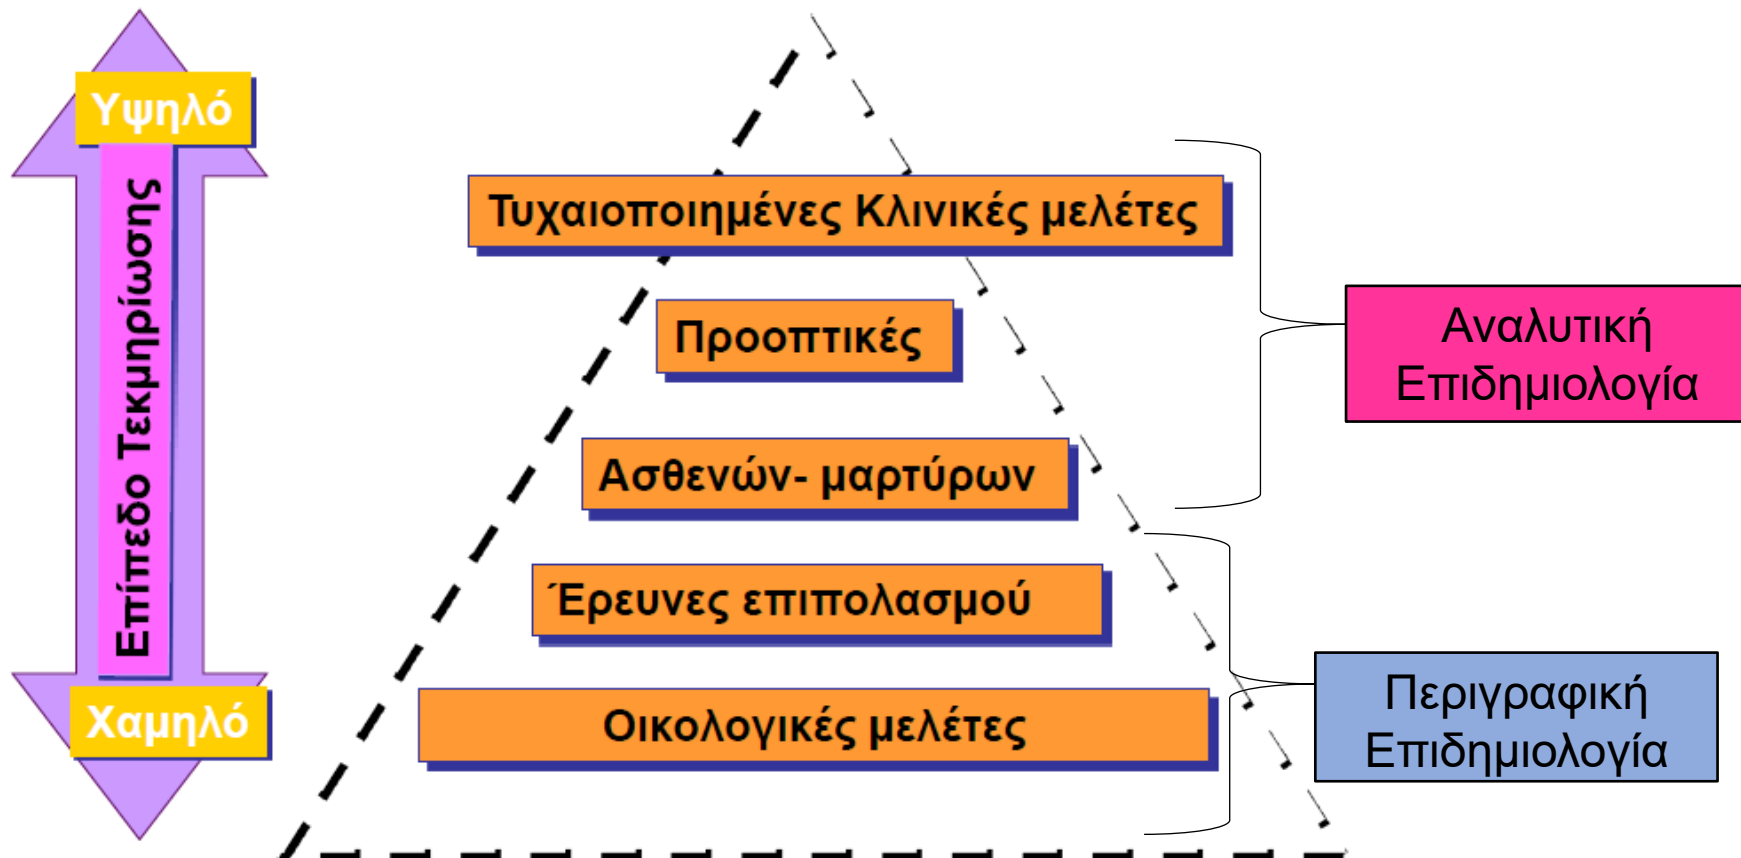 Υψηλό
Επίπεδο Τεκμηρίωσης
Χαμηλό
Τυχαιοποιημένες Κλινικές μελέτες
Προοπτικές
Ασθενών- μαρτύρων
Έρευνες επιπολασμού
Οικολογικές μελέτες
Αναλυτική
Επιδημιολογία
Περιγραφική
Επιδημιολογία